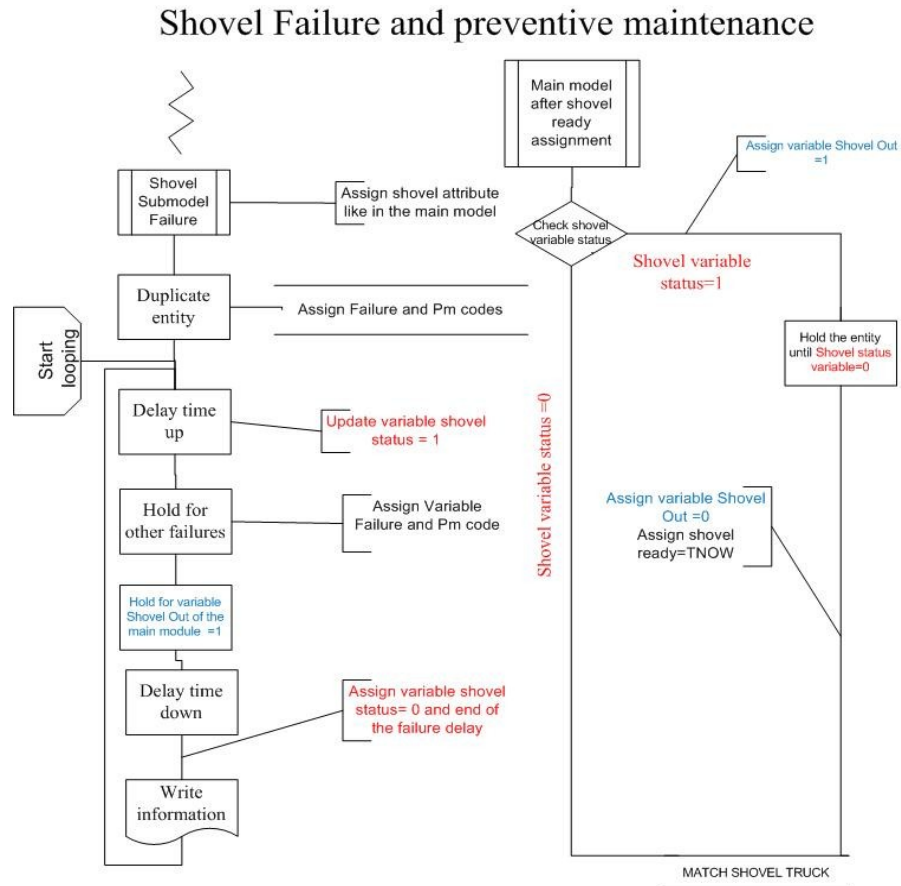 Shovel Failure and preventive maintenance
Shovel
Submodel
Failure
Assign shovel attribute
like in the main model
Duplicate
entity
Assign Failure and Pm codes
Start
looping
Delay time
up
Update variable shovel
status = 1
Hold for
other failures
Assign Variable
Failure and Pm code
Hold for variable
Shovel Out of the
main module =1
Delay time
down
Assign variable shovel
status= 0 and end of
the failure delay
Write
information
Main model
after shovel
ready
assignment
Assign variable Shovel Out
=1
Check shovel
variable status
Shovel variable
status=1
Hold the entity
until Shovel status
variable=0
Shovel variable status =0
Assign variable Shovel
Out =0
Assign shovel
ready=TNOW
MATCH SHOVEL TRUCK